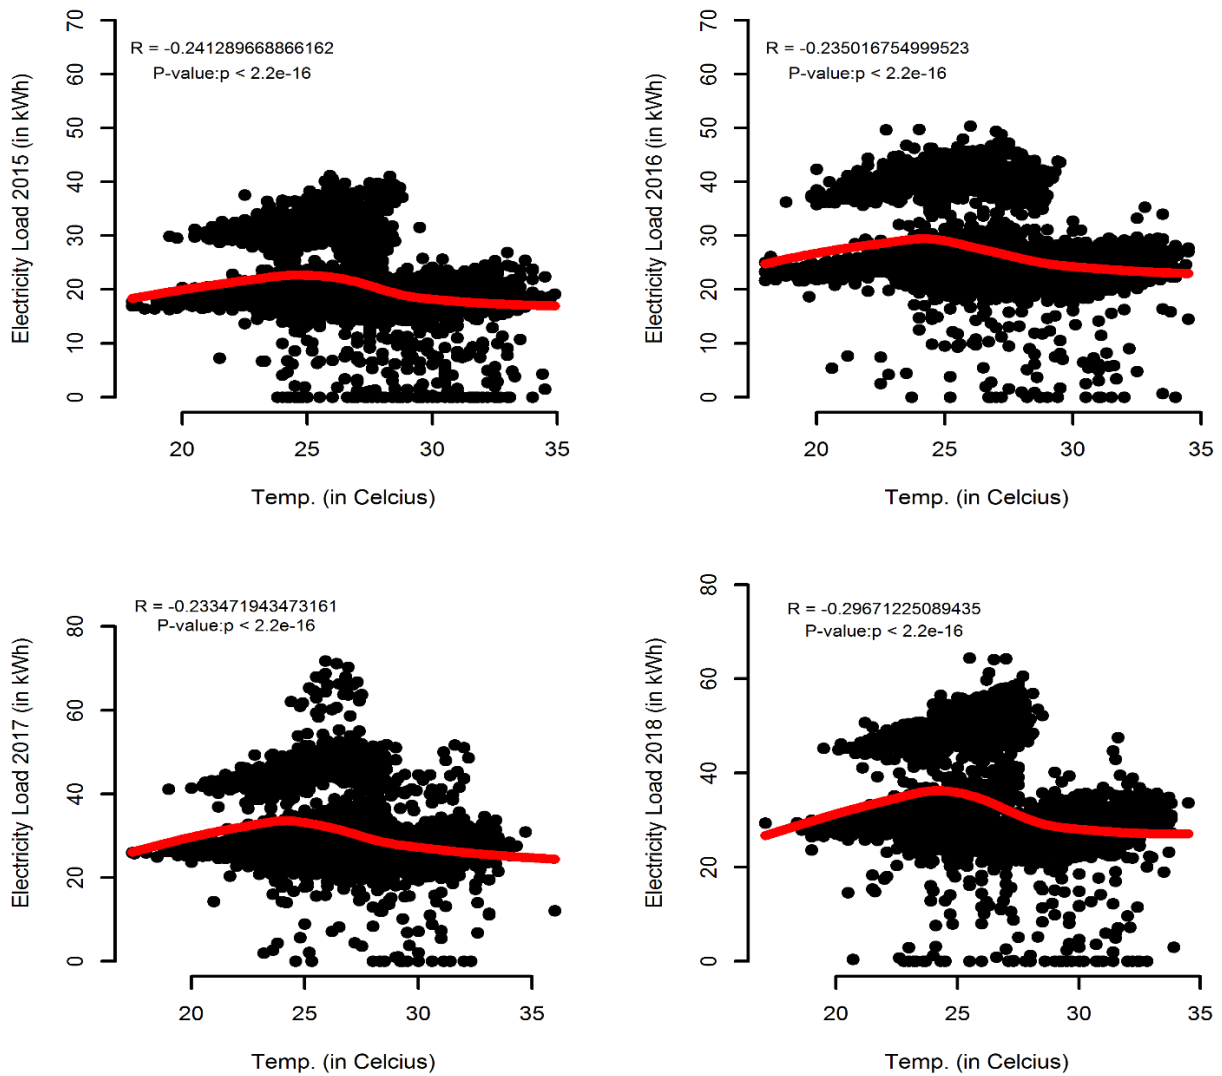 R = -0.241289668866162
P-value:p < 2.2e-16
Electricity Load 2015 (in kWh)
70
60
50
40
30
20
10
0
20 25 30 35
Temp. (in Celcius)
R = -0.235016754999523
P-value:p < 2.2e-16
Electricity Load 2016 (in kWh)
70
60
50
40
30
20
10
0
20 25 30 35
Temp. (in Celcius)
R = -0.233471943473161
P-value:p < 2.2e-16
Electricity Load 2017 (in kWh)
80
60
40
20
0
20 25 30 35
Temp. (in Celcius)
R = -0.29671225089435
P-value:p < 2.2e-16
Electricity Load 2018 (in kWh)
80
60
40
20
0
20 25 30 35
Temp. (in Celcius)